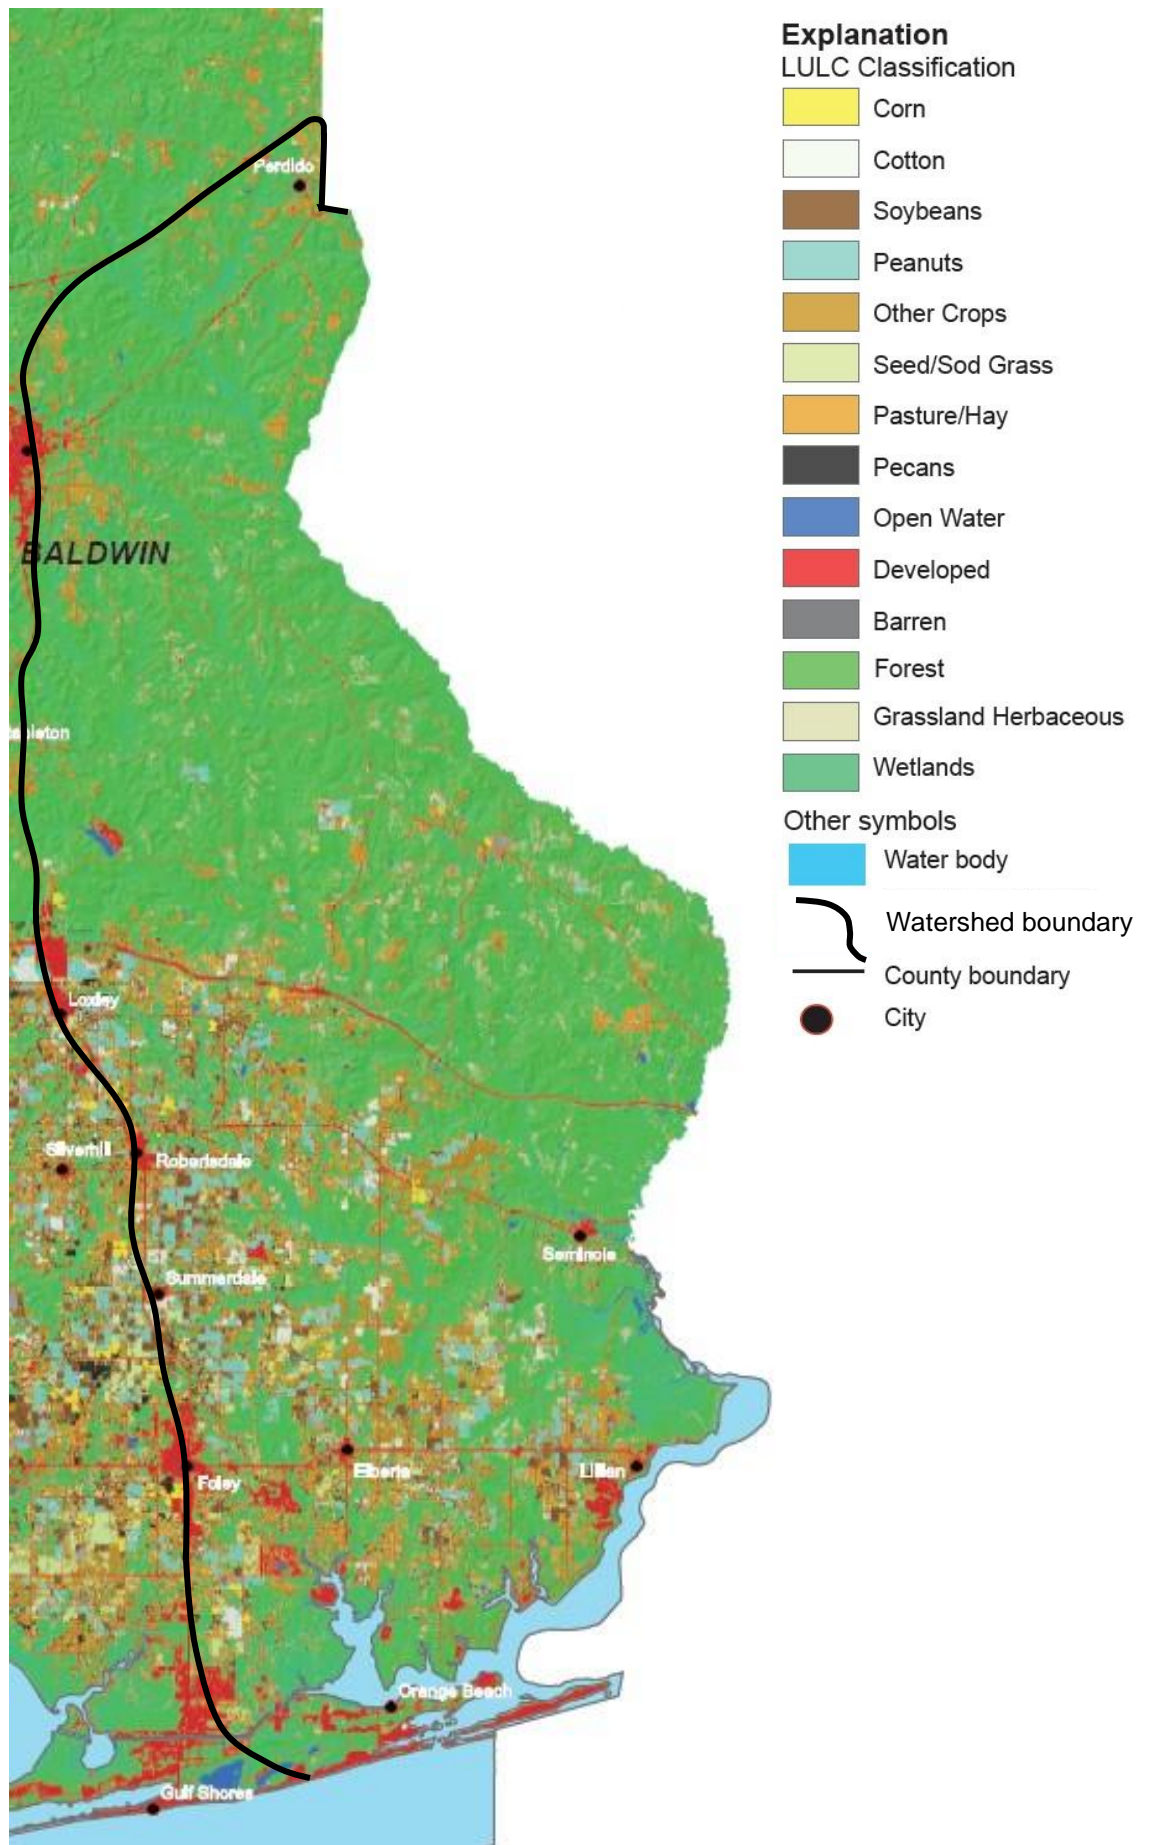 Explanation
LULC Classification
Corn
Cotton
Soybeans
Peanuts
Other Crops
Seed/Sod Grass
Pasture/Hay
Pecans
Open Water
Developed
Barren
Forest
Grassland Herbaceous
Wetlands
Other symbols
Water body
Watershed boundary
County boundary
City
Perdido
BALDWIN
Loxley
Silverhill
Robertsdale
Seminole
Summerdale
Elberta
Lillian
Foley
Orange Beach
Gulf Shores